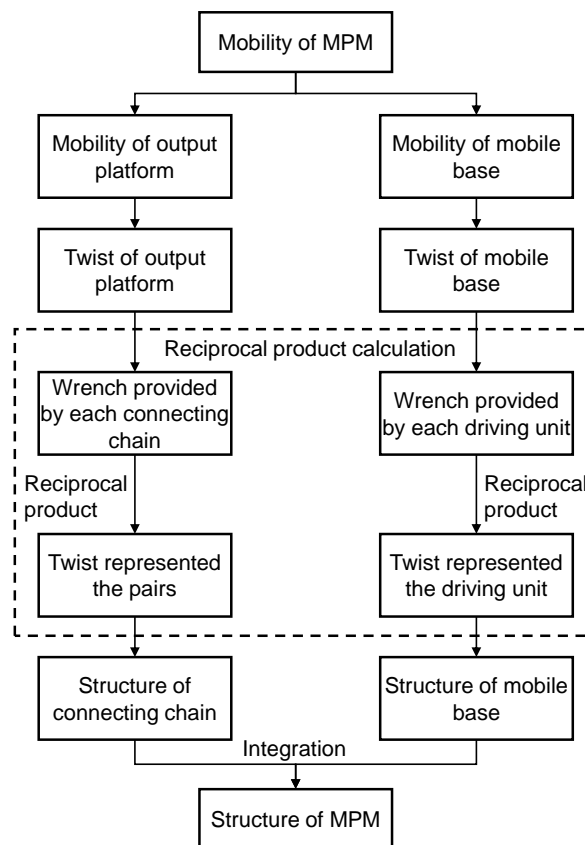 Mobility of MPM
Mobility of output
platform
Mobility of mobile
base
Twist of output
platform
Twist of mobile
base
Reciprocal product calculation
Wrench provided
by each connecting
chain
Wrench provided
by each driving unit
Reciprocal
product
Reciprocal
product
Twist represented
the pairs
Twist represented
the driving unit
Structure of
connecting chain
Structure of mobile
base
Integration
Structure of MPM